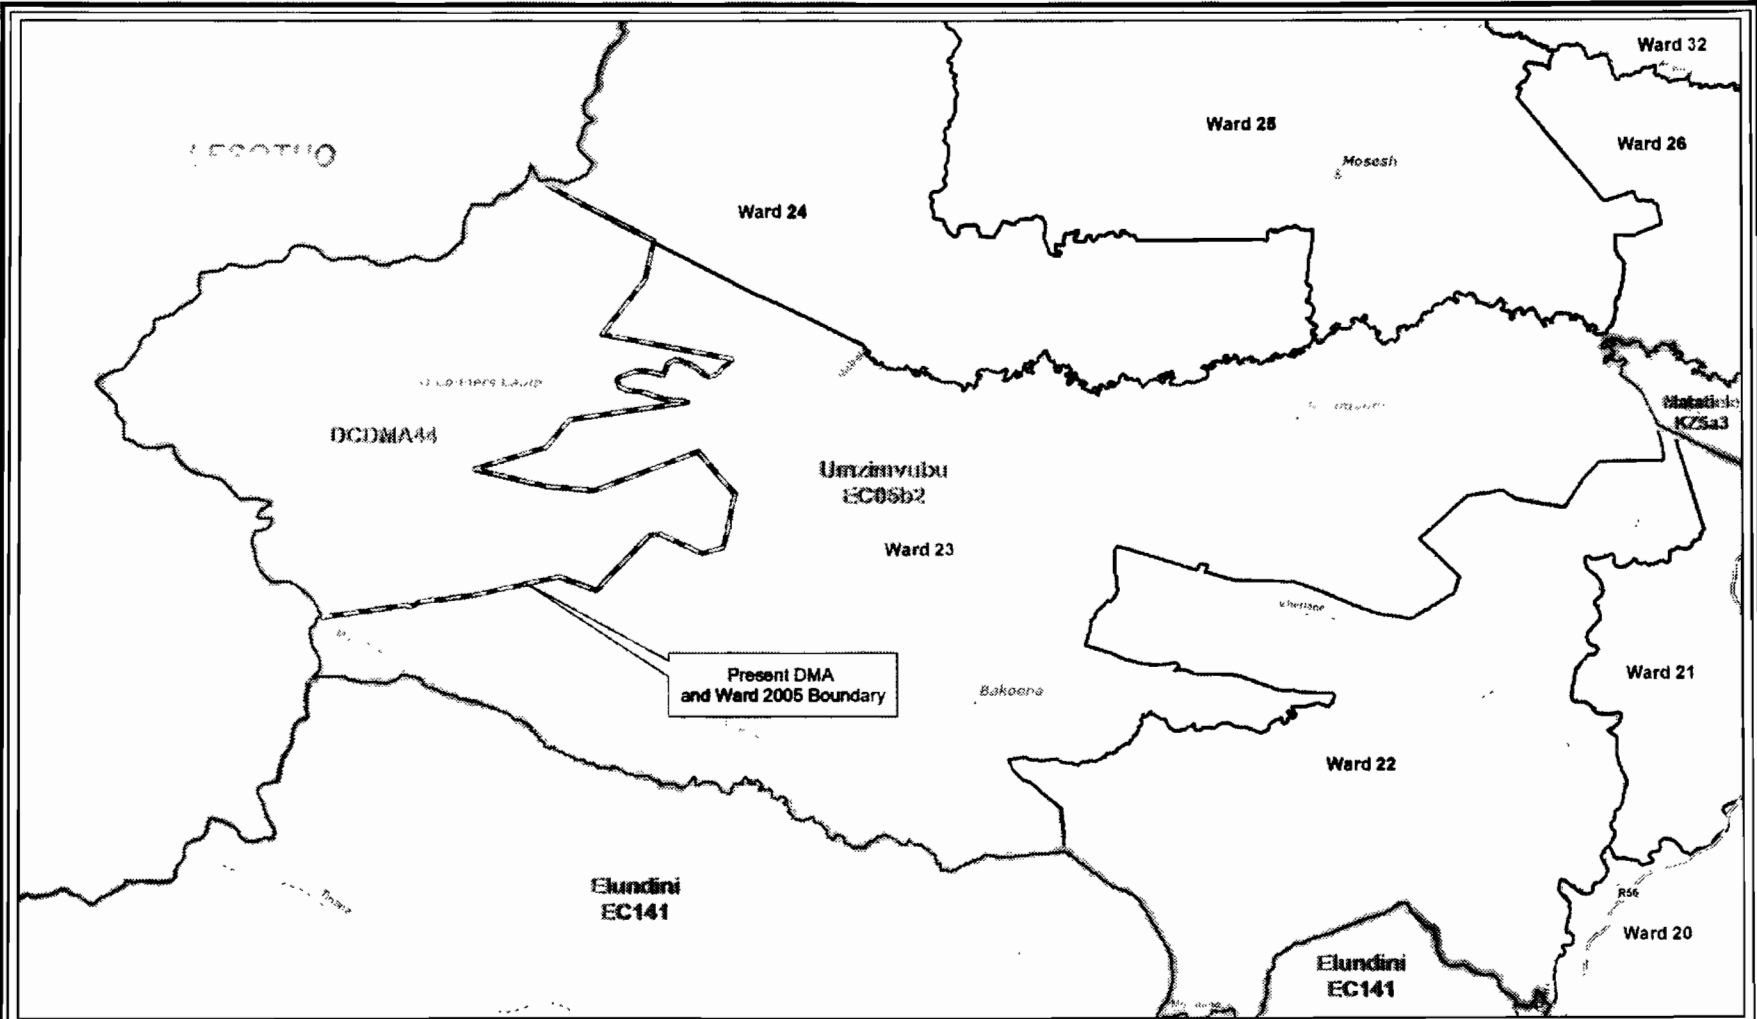 Ward 32
LESOTHO
Ward 25
Ward 26
Mosesh
Ward 24
DCDMA44
Matatiele
KZ5a3
Umzimvubu
EC05b2
Ward 23
Present DMA
and Ward 2005 Boundary
Bakoena
Ward 21
Ward 22
Elundini
EC141
R56
Ward 20
Elundini
EC141